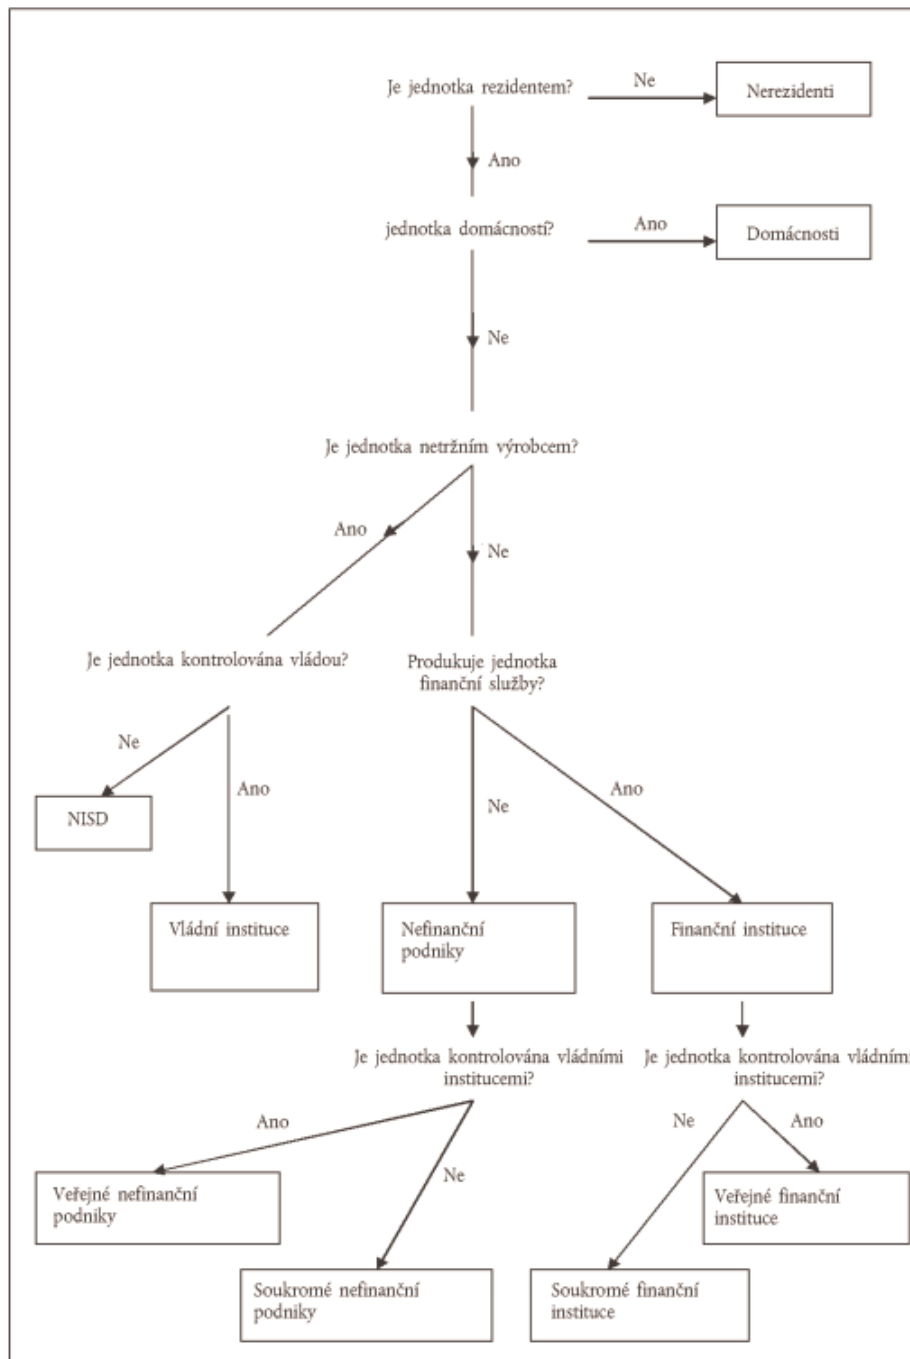 Je jednotka rezidentem?
Ne
Nerezidenti
Ano
jednotka domácností?
Ano
Domácnosti
Ne
Je jednotka netržním výrobcem?
Ano
Ne
Je jednotka kontrolována vládou?
Produkuje jednotka
finanční služby?
Ne
Ano
Ne
Ano
NISD
Vládní instituce
Nefinanční
podniky
Finanční instituce
Je jednotka kontrolována vládními
institucemi?
Je jednotka kontrolována vládními
institucemi?
Ano
Ne
Ne
Ano
Veřejné nefinanční
podniky
Veřejné finanční
instituce
Soukromé nefinanční
podniky
Soukromé finanční
instituce